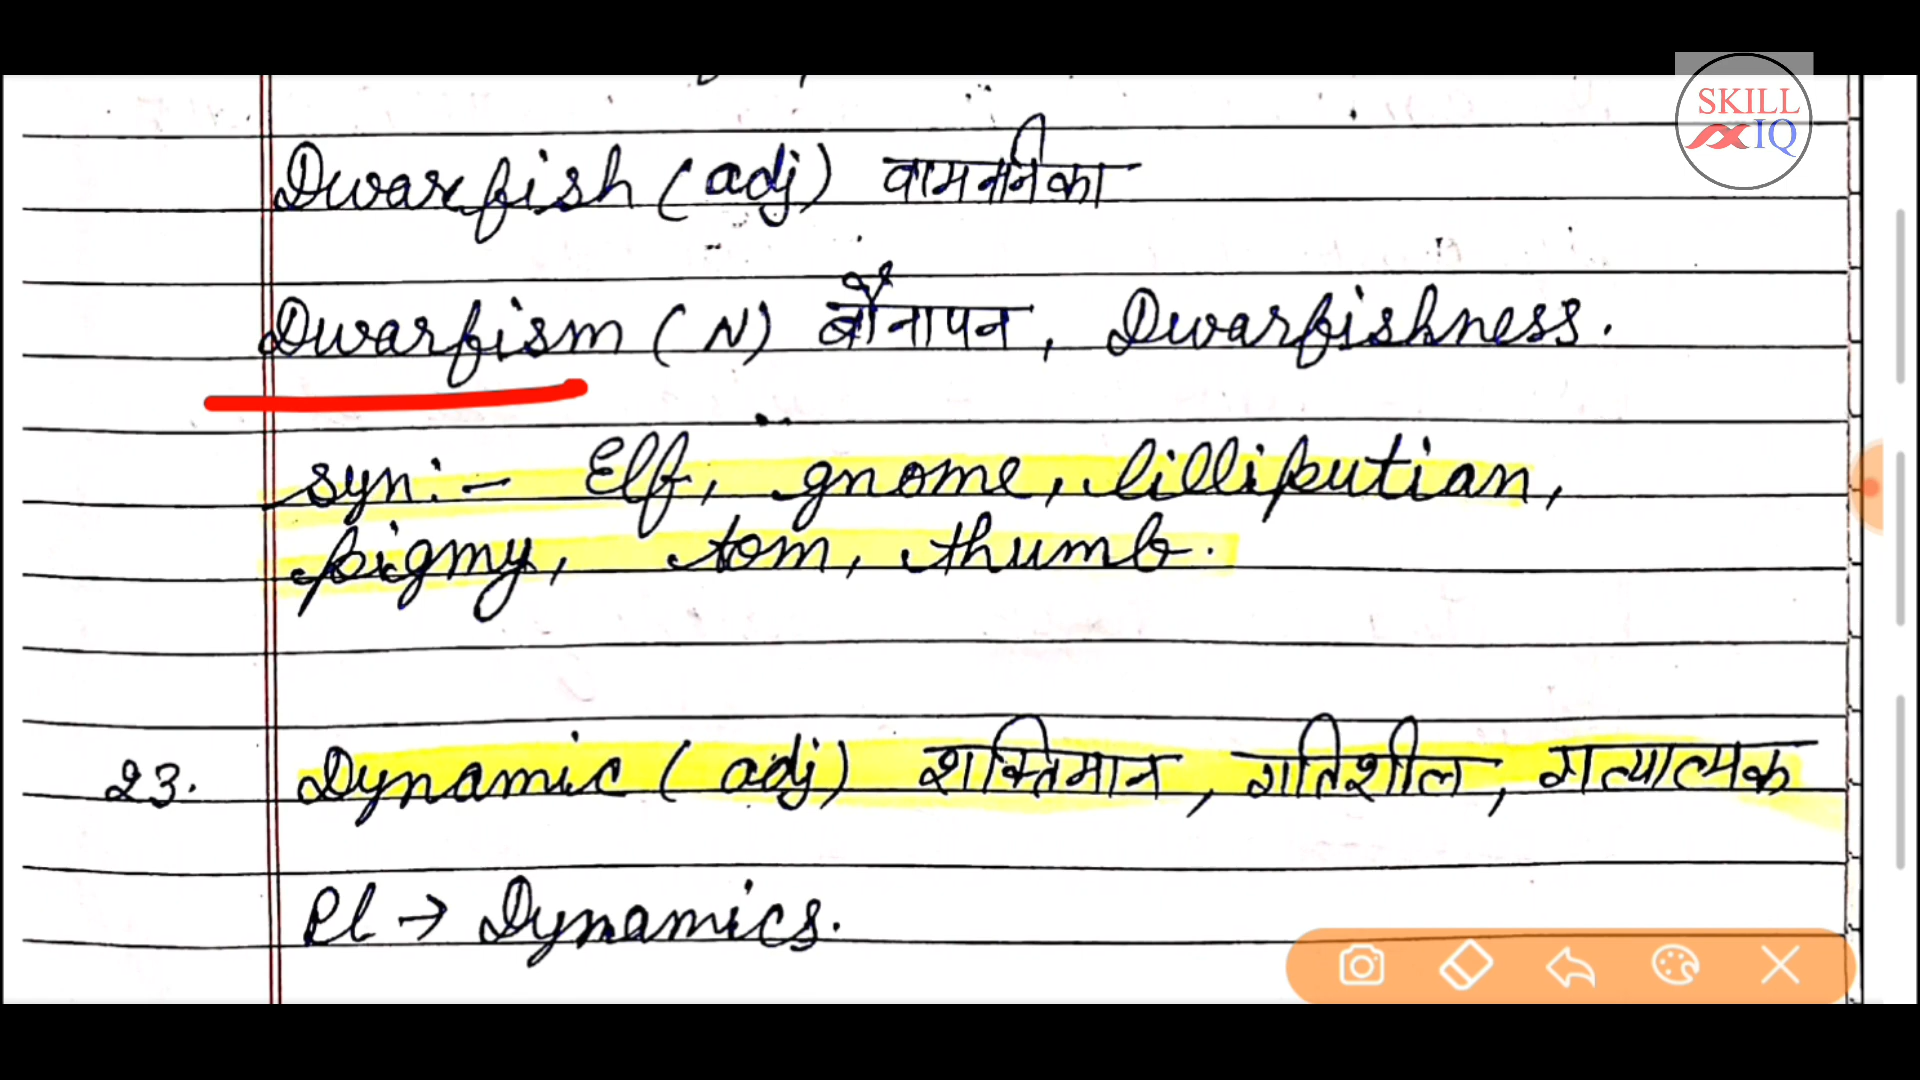 SKILL
IQ
Dwarfish (adj) वामननीका
Dwarfism (N) बौनापन, Dwarfishness.
syn:- Elf, gnome, lilliputian,
pigmy, tom, thumb.
23. Dynamic (adj) शक्तिमान, गतिशील, गत्यात्मक
Pl → Dynamics.